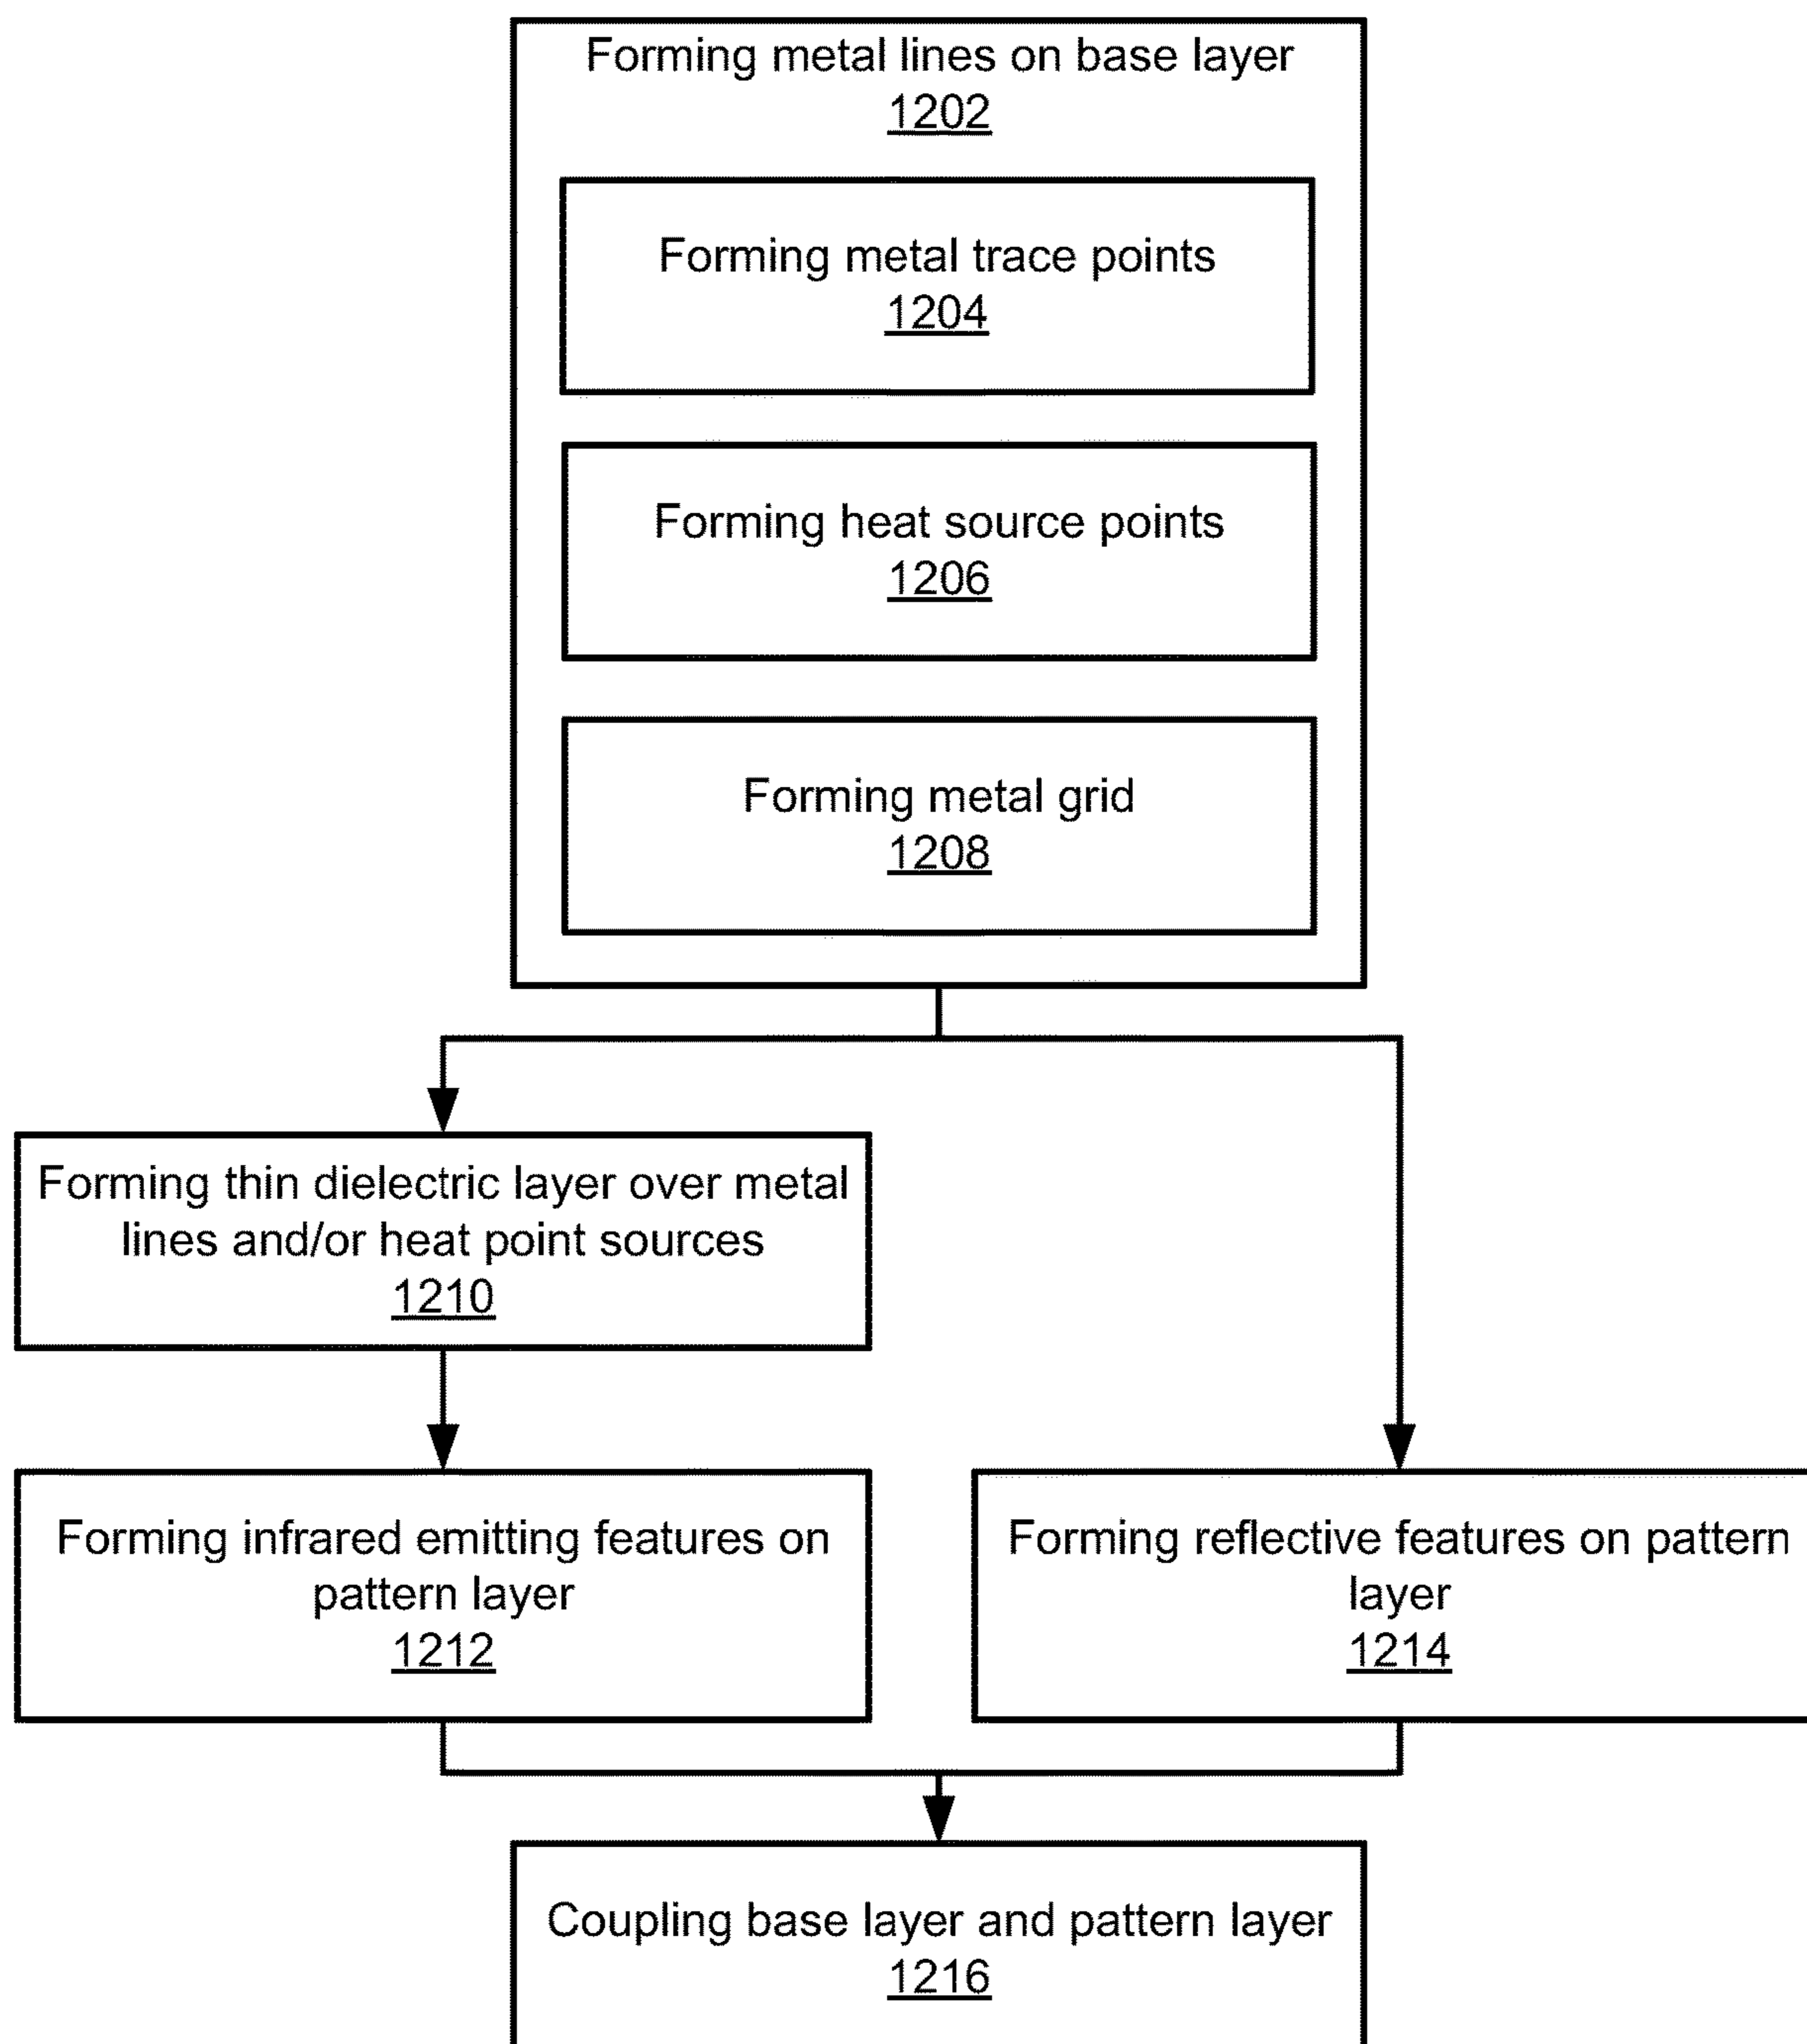 Forming metal lines on base layer
1202
Forming metal trace points
1204
Forming heat source points
1206
Forming metal grid
1208
Forming thin dielectric layer over metal
lines and/or heat point sources
1210
Forming infrared emitting features on
pattern layer
1212
Forming reflective features on pattern
layer
1214
Coupling base layer and pattern layer
1216